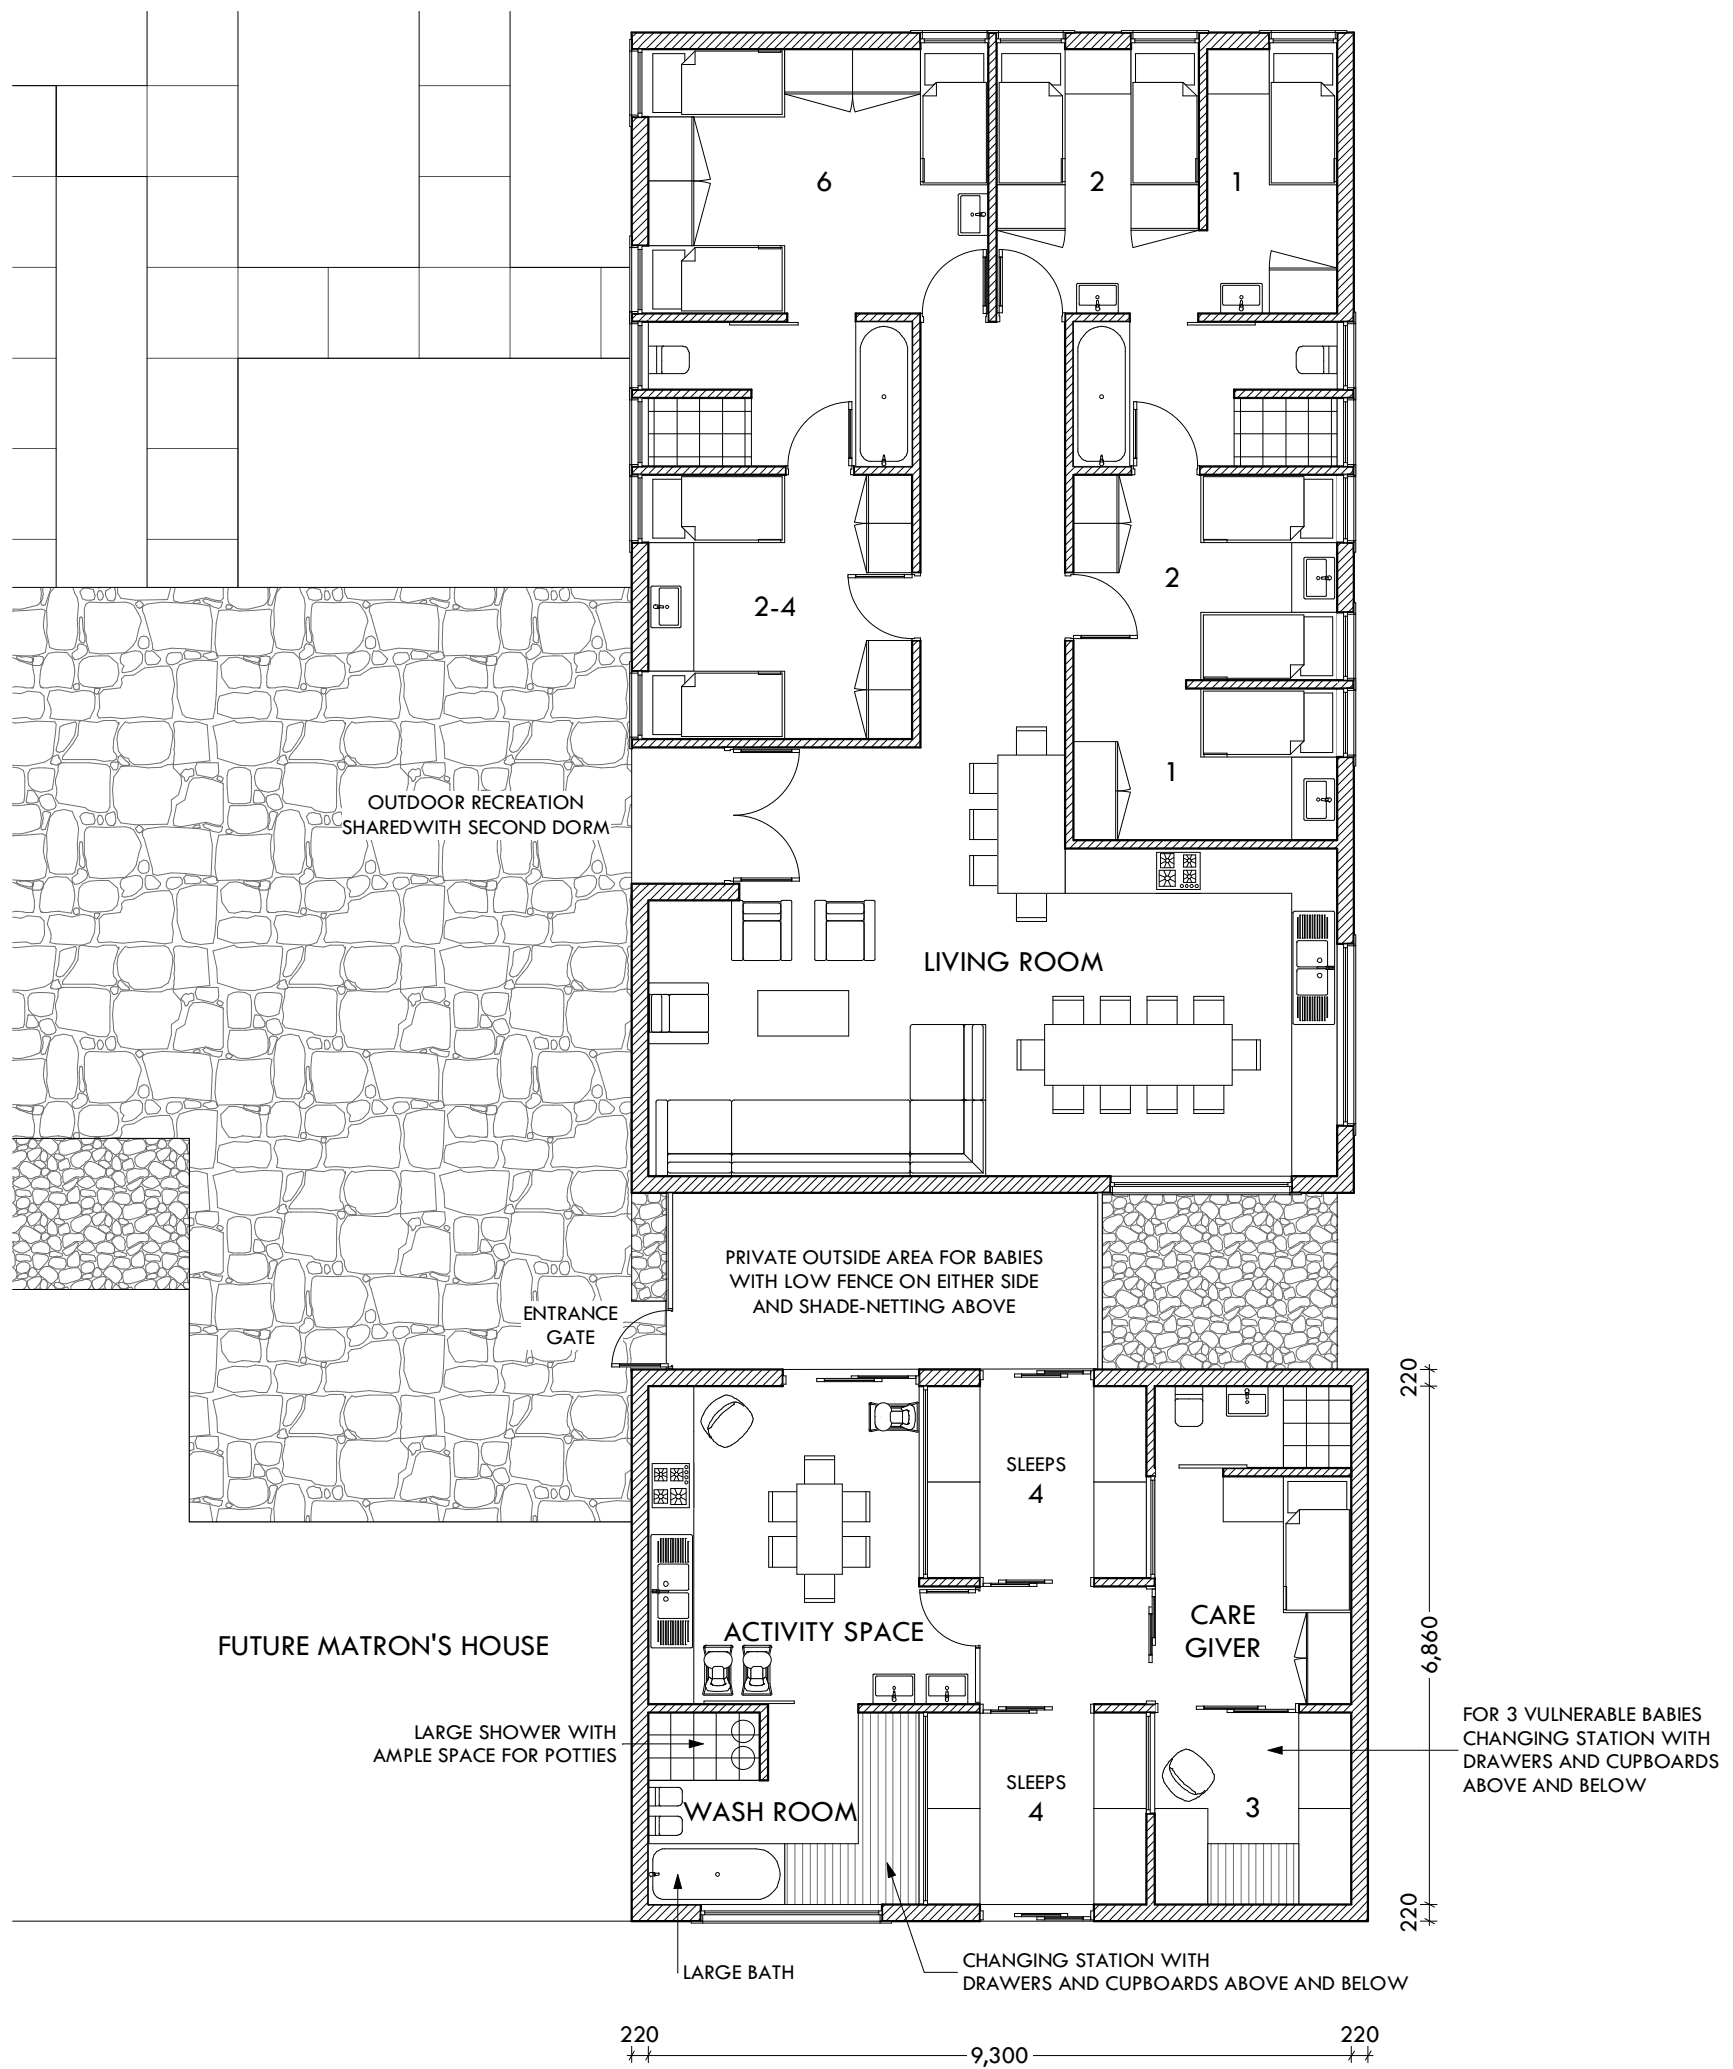 6
2
1
2-4
2
1
OUTDOOR RECREATION
SHAREDWITH SECOND DORM
LIVING ROOM
PRIVATE OUTSIDE AREA FOR BABIES
WITH LOW FENCE ON EITHER SIDE
AND SHADE-NETTING ABOVE
ENTRANCE
GATE
220
SLEEPS
4
CARE
GIVER
ACTIVITY SPACE
6,860
FUTURE MATRON'S HOUSE
LARGE SHOWER WITH
AMPLE SPACE FOR POTTIES
FOR 3 VULNERABLE BABIES
CHANGING STATION WITH
DRAWERS AND CUPBOARDS
ABOVE AND BELOW
SLEEPS
4
WASH ROOM
3
220
LARGE BATH
CHANGING STATION WITH
DRAWERS AND CUPBOARDS ABOVE AND BELOW
220
9,300
220